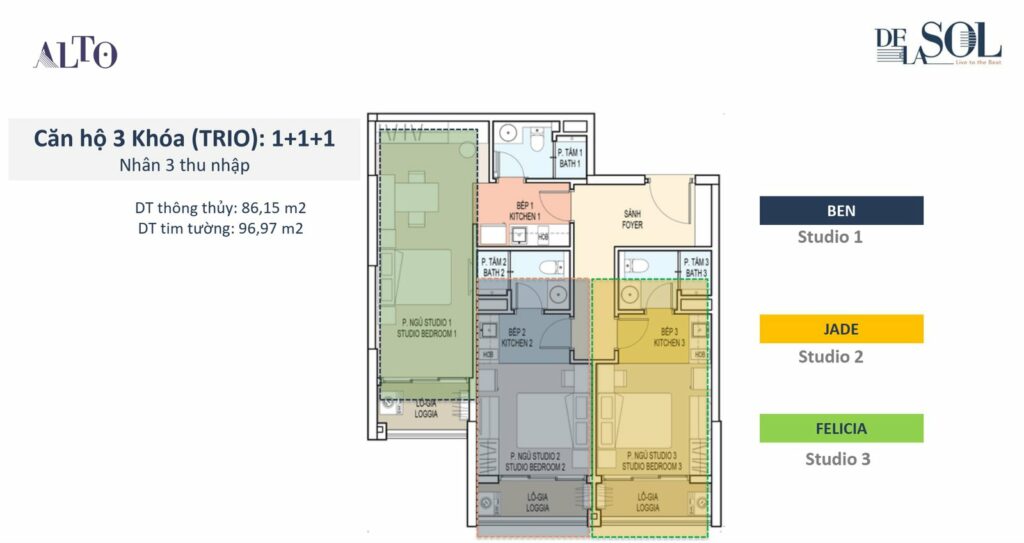 ALTO
DE LA SOL
Live to the Beat
Căn hộ 3 Khóa (TRIO): 1+1+1
Nhân 3 thu nhập
DT thông thủy: 86,15 m2
DT tim tường: 96,97 m2
P. TẮM 1
BATH 1
BẾP 1
KITCHEN 1
HOB
SẢNH
FOYER
P. TẮM 2
BATH 2
P. TẮM 3
BATH 3
P. NGỦ STUDIO 1
STUDIO BEDROOM 1
BẾP 2
KITCHEN 2
HOB
BẾP 3
KITCHEN 3
HOB
LÔ-GIA
LOGGIA
P. NGỦ STUDIO 2
STUDIO BEDROOM 2
P. NGỦ STUDIO 3
STUDIO BEDROOM 3
LÔ-GIA
LOGGIA
LÔ-GIA
LOGGIA
BEN
Studio 1
JADE
Studio 2
FELICIA
Studio 3